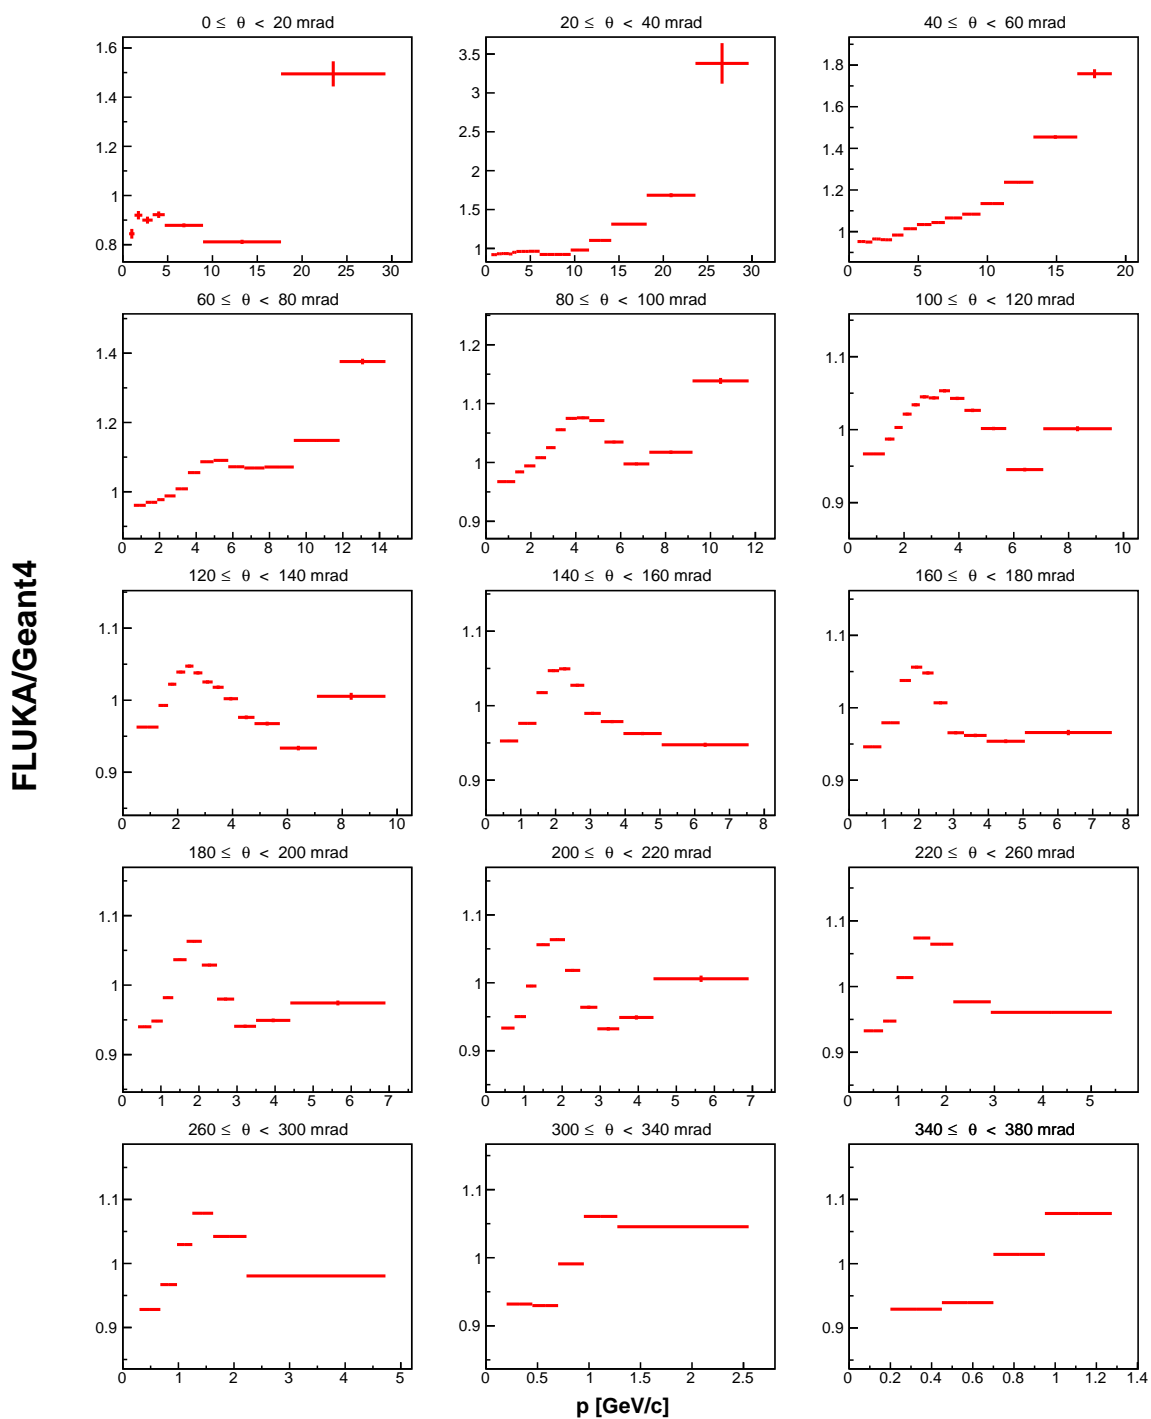 0 ≤ θ < 20 mrad
1.6
1.4
1.2
1
0.8
0 5 10 15 20 25 30
20 ≤ θ < 40 mrad
3.5
3
2.5
2
1.5
1
0 5 10 15 20 25 30
40 ≤ θ < 60 mrad
1.8
1.6
1.4
1.2
1
0 5 10 15 20
60 ≤ θ < 80 mrad
1.4
1.2
1
0 2 4 6 8 10 12 14
80 ≤ θ < 100 mrad
1.2
1.1
1
0.9
0 2 4 6 8 10 12
100 ≤ θ < 120 mrad
1.1
1
0.9
0 2 4 6 8 10
FLUKA/Geant4
120 ≤ θ < 140 mrad
1.1
1
0.9
0 2 4 6 8 10
140 ≤ θ < 160 mrad
1.1
1
0.9
0 1 2 3 4 5 6 7 8
160 ≤ θ < 180 mrad
1.1
1
0.9
0 1 2 3 4 5 6 7 8
180 ≤ θ < 200 mrad
1.1
1
0.9
0 1 2 3 4 5 6 7
200 ≤ θ < 220 mrad
1.1
1
0.9
0 1 2 3 4 5 6 7
220 ≤ θ < 260 mrad
1.1
1
0.9
0 1 2 3 4 5
260 ≤ θ < 300 mrad
1.1
1
0.9
0 1 2 3 4 5
300 ≤ θ < 340 mrad
1.1
1
0.9
0 0.5 1 1.5 2 2.5
340 ≤ θ < 380 mrad
1.1
1
0.9
0 0.2 0.4 0.6 0.8 1 1.2 1.4
p [GeV/c]